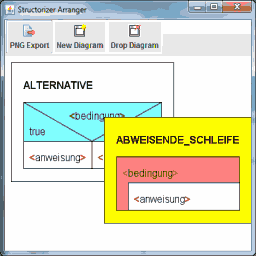 Structorizer Arranger
PNG Export
New Diagram
Drop Diagram
ALTERNATIVE
<bedingung>
true
<anweisung>
ABWEISENDE_SCHLEIFE
<bedingung>
<anweisung>